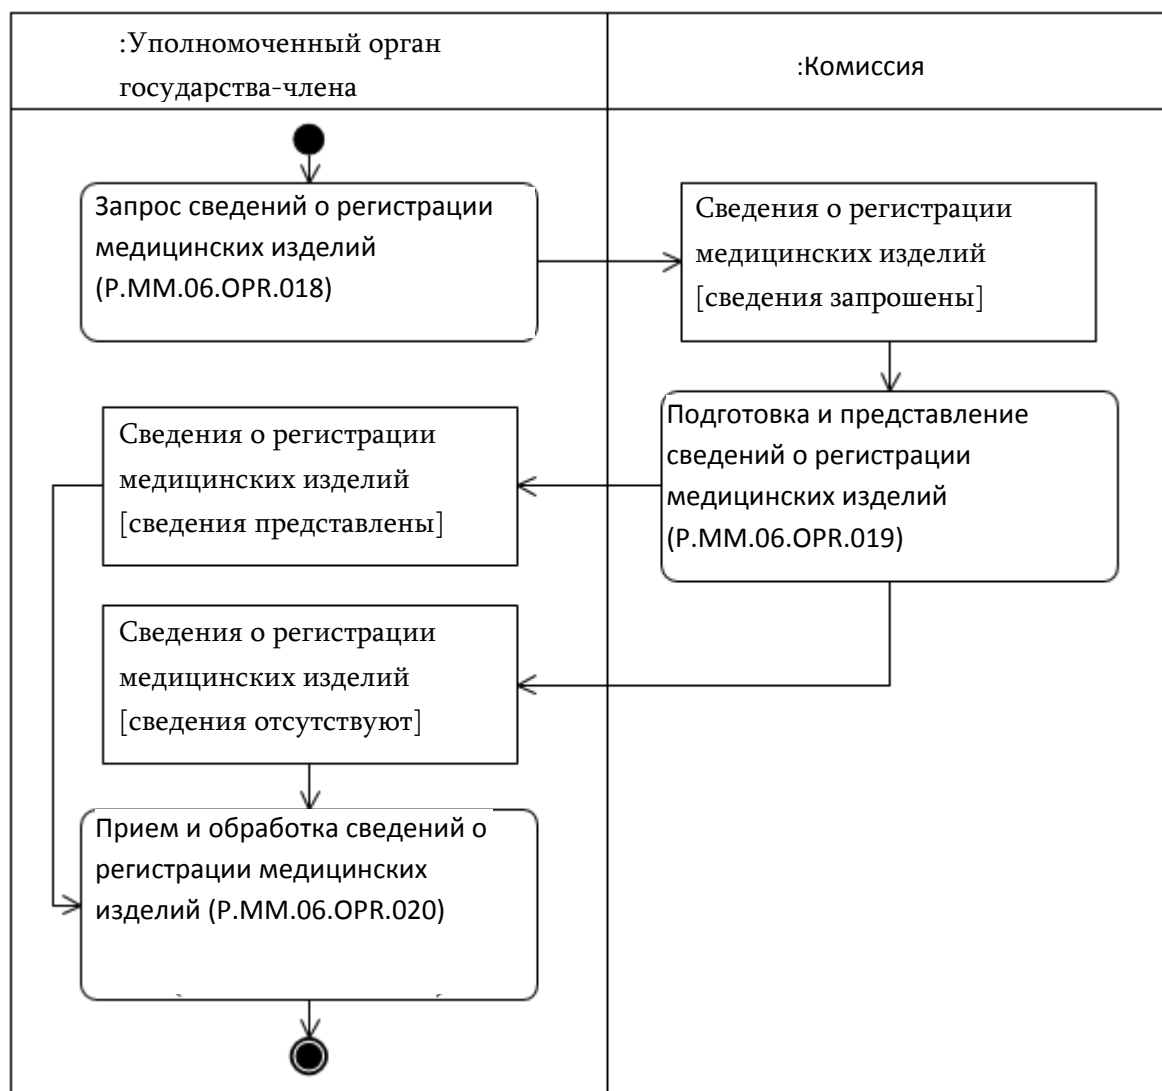 :Уполномоченный орган
государства-члена
:Комиссия
Запрос сведений о регистрации
медицинских изделий
(P.MM.06.OPR.018)
Сведения о регистрации
медицинских изделий
[сведения запрошены]
Подготовка и представление
сведений о регистрации
медицинских изделий
(P.MM.06.OPR.019)
Сведения о регистрации
медицинских изделий
[сведения представлены]
Сведения о регистрации
медицинских изделий
[сведения отсутствуют]
Прием и обработка сведений о
регистрации медицинских
изделий (P.MM.06.OPR.020)